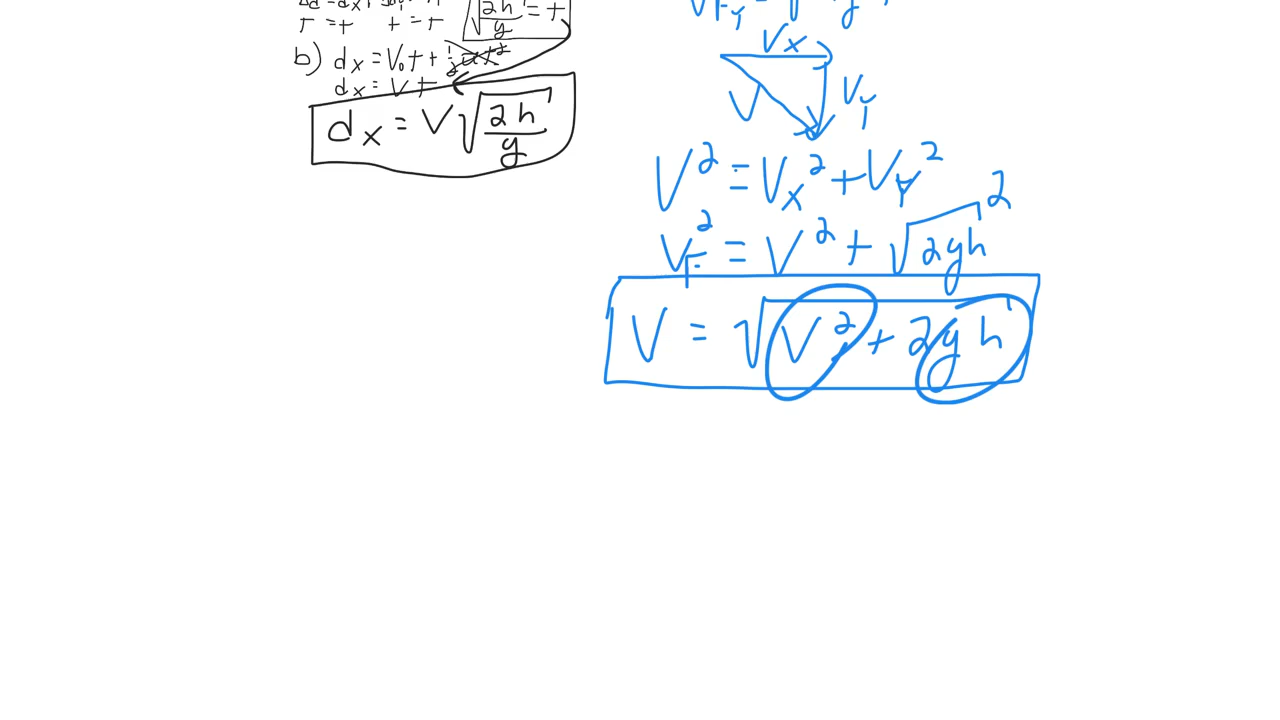 r = t t = r √(2h/g) = t
b) dx = V₀t + ½at²
dx = Vt
dx = V√(2h/g)
Vx
V Vy
V² = Vx² + Vy²
VF² = V² + √(2gh)²
V = √(V² + 2gh)